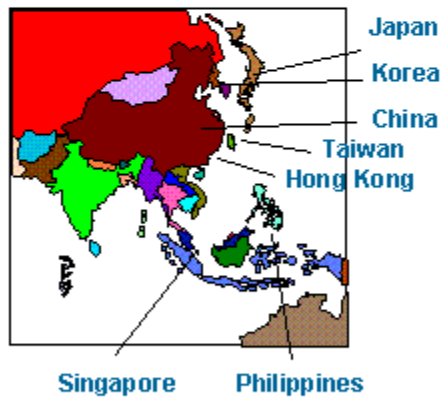 Japan
Korea
China
Taiwan
Hong Kong
Singapore
Philippines